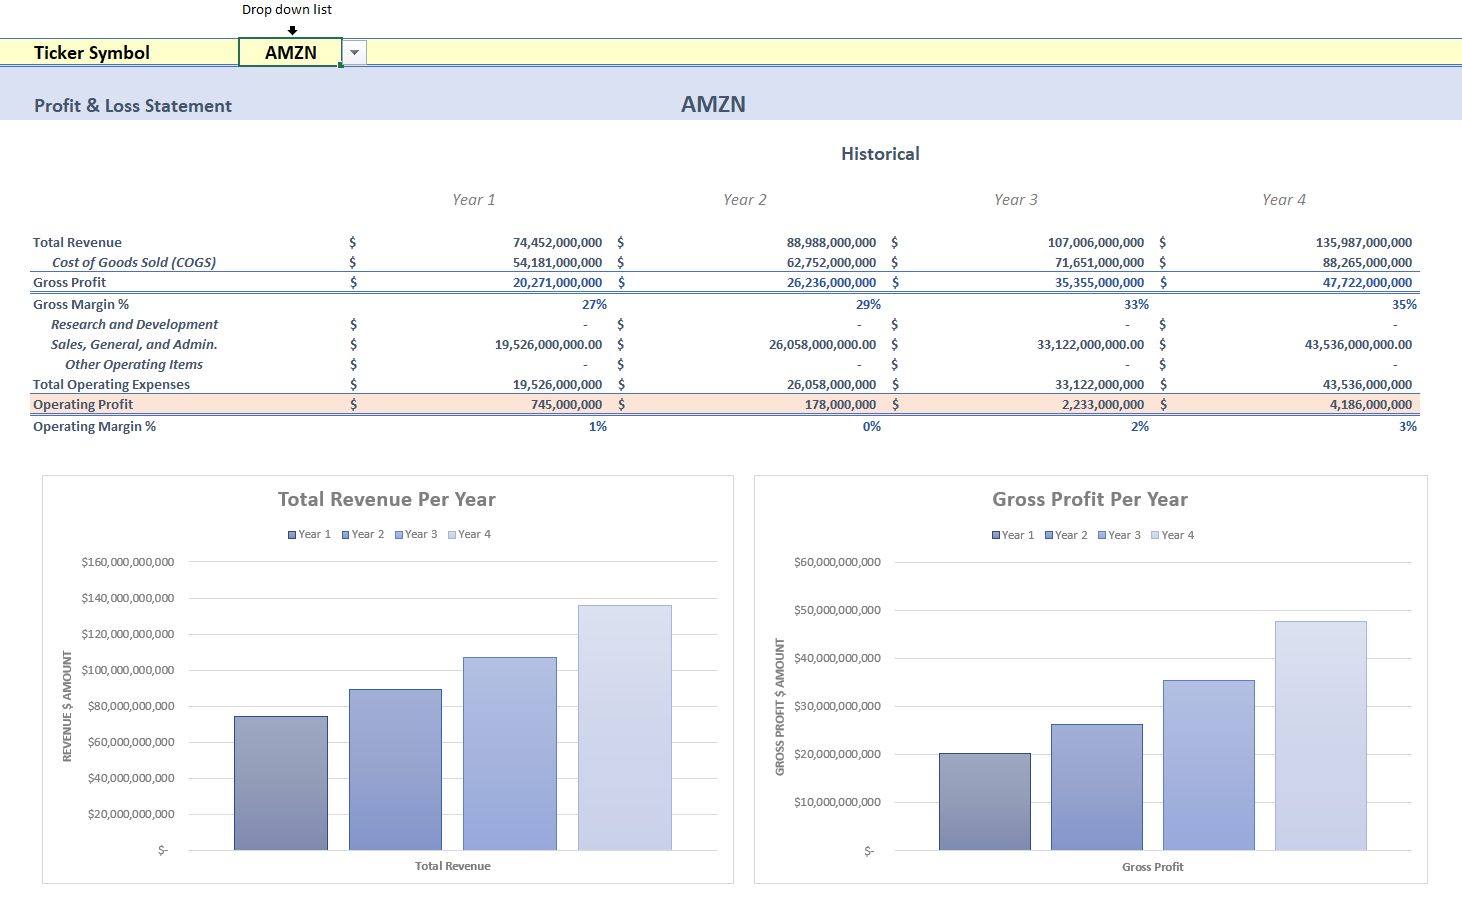 Drop down list
Ticker Symbol AMZN
Profit & Loss Statement AMZN
Historical
Year 1 Year 2 Year 3 Year 4
Total Revenue $ 74,452,000,000 $ 88,988,000,000 $ 107,006,000,000 $ 135,987,000,000
Cost of Goods Sold (COGS) $ 54,181,000,000 $ 62,752,000,000 $ 71,651,000,000 $ 88,265,000,000
Gross Profit $ 20,271,000,000 $ 26,236,000,000 $ 35,355,000,000 $ 47,722,000,000
Gross Margin % 27% 29% 33% 35%
Research and Development $ - $ - $ - $ -
Sales, General, and Admin. $ 19,526,000,000.00 $ 26,058,000,000.00 $ 33,122,000,000.00 $ 43,536,000,000.00
Other Operating Items $ - $ - $ - $ -
Total Operating Expenses $ 19,526,000,000 $ 26,058,000,000 $ 33,122,000,000 $ 43,536,000,000
Operating Profit $ 745,000,000 $ 178,000,000 $ 2,233,000,000 $ 4,186,000,000
Operating Margin % 1% 0% 2% 3%
Total Revenue Per Year
Year 1 Year 2 Year 3 Year 4
$160,000,000,000
$140,000,000,000
$120,000,000,000
$100,000,000,000
$80,000,000,000
$60,000,000,000
$40,000,000,000
$20,000,000,000
$-
REVENUE $ AMOUNT
Total Revenue
Gross Profit Per Year
Year 1 Year 2 Year 3 Year 4
$60,000,000,000
$50,000,000,000
$40,000,000,000
$30,000,000,000
$20,000,000,000
$10,000,000,000
$-
GROSS PROFIT $ AMOUNT
Gross Profit